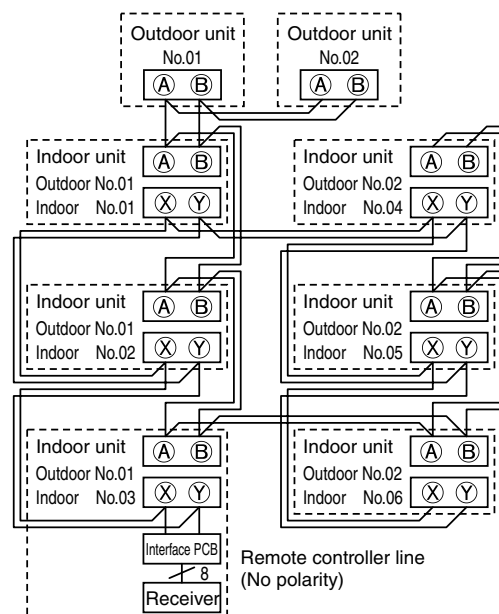 Outdoor unit
No.01
Ⓐ Ⓑ
Outdoor unit
No.02
Ⓐ Ⓑ
Indoor unit
Outdoor No.01
Indoor No.01
Ⓐ Ⓑ
Ⓧ Ⓨ
Indoor unit
Outdoor No.02
Indoor No.04
Ⓐ Ⓑ
Ⓧ Ⓨ
Indoor unit
Outdoor No.01
Indoor No.02
Ⓐ Ⓑ
Ⓧ Ⓨ
Indoor unit
Outdoor No.02
Indoor No.05
Ⓐ Ⓑ
Ⓧ Ⓨ
Indoor unit
Outdoor No.01
Indoor No.03
Ⓐ Ⓑ
Ⓧ Ⓨ
Indoor unit
Outdoor No.02
Indoor No.06
Ⓐ Ⓑ
Ⓧ Ⓨ
Interface PCB
8
Receiver
Remote controller line
(No polarity)